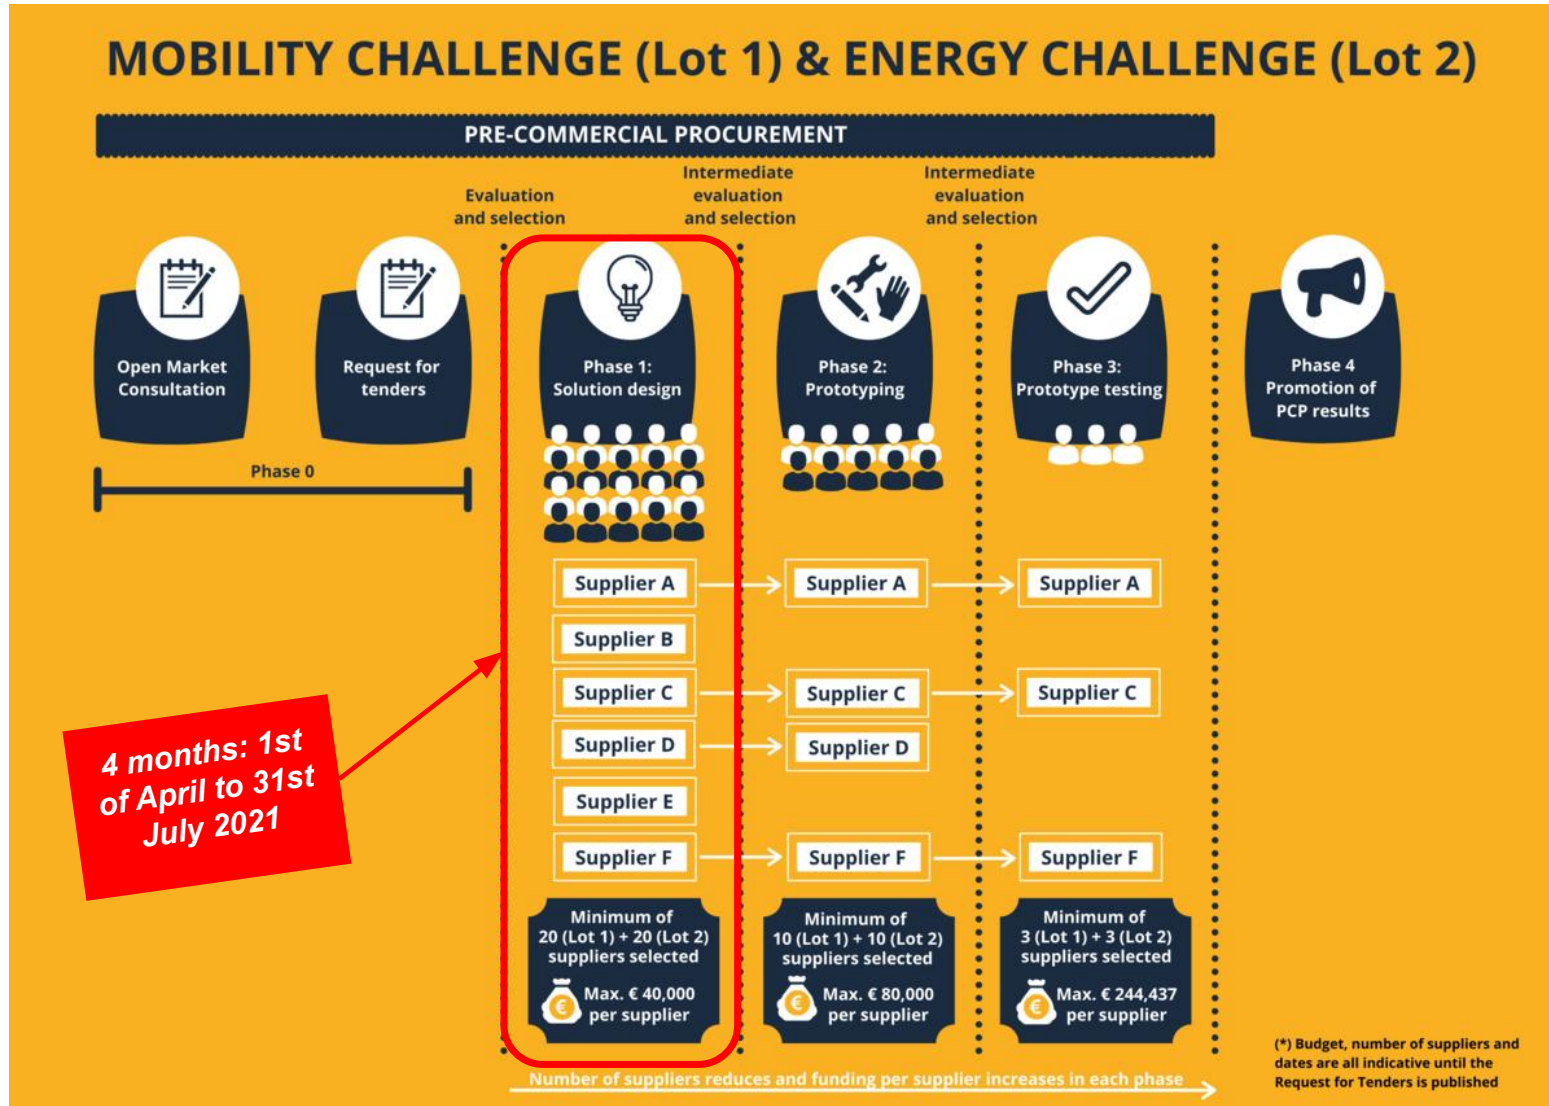 MOBILITY CHALLENGE (Lot 1) & ENERGY CHALLENGE (Lot 2)
PRE-COMMERCIAL PROCUREMENT
Evaluation
and selection
Intermediate
evaluation
and selection
Intermediate
evaluation
and selection
Open Market
Consultation
Request for
tenders
Phase 1:
Solution design
Phase 2:
Prototyping
Phase 3:
Prototype testing
Phase 4
Promotion of
PCP results
Phase 0
Supplier A
Supplier A
Supplier A
Supplier B
Supplier C
Supplier C
Supplier C
Supplier D
Supplier D
Supplier E
Supplier F
Supplier F
Supplier F
4 months: 1st
of April to 31st
July 2021
Minimum of
20 (Lot 1) + 20 (Lot 2)
suppliers selected
€
Max. € 40,000
per supplier
Minimum of
10 (Lot 1) + 10 (Lot 2)
suppliers selected
€
Max. € 80,000
per supplier
Minimum of
3 (Lot 1) + 3 (Lot 2)
suppliers selected
€
Max. € 244,437
per supplier
Number of suppliers reduces and funding per supplier increases in each phase
(*) Budget, number of suppliers and
dates are all indicative until the
Request for Tenders is published